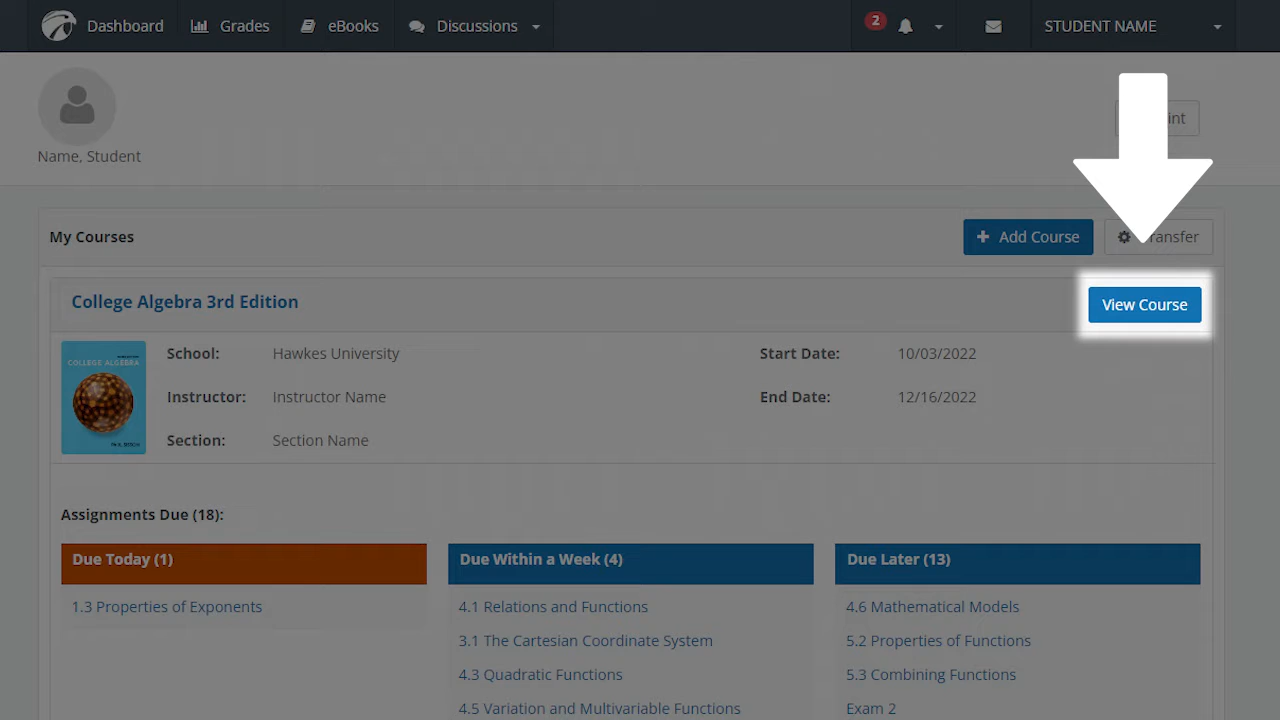 Dashboard Grades eBooks Discussions 2 STUDENT NAME
Name, Student
My Courses Add Course
College Algebra 3rd Edition View Course
COLLEGE ALGEBRA
School: Hawkes University Start Date: 10/03/2022
Instructor: Instructor Name End Date: 12/16/2022
Section: Section Name
Assignments Due (18):
Due Today (1) Due Within a Week (4) Due Later (13)
1.3 Properties of Exponents 4.1 Relations and Functions 4.6 Mathematical Models
3.1 The Cartesian Coordinate System 5.2 Properties of Functions
4.3 Quadratic Functions 5.3 Combining Functions
4.5 Variation and Multivariable Functions Exam 2